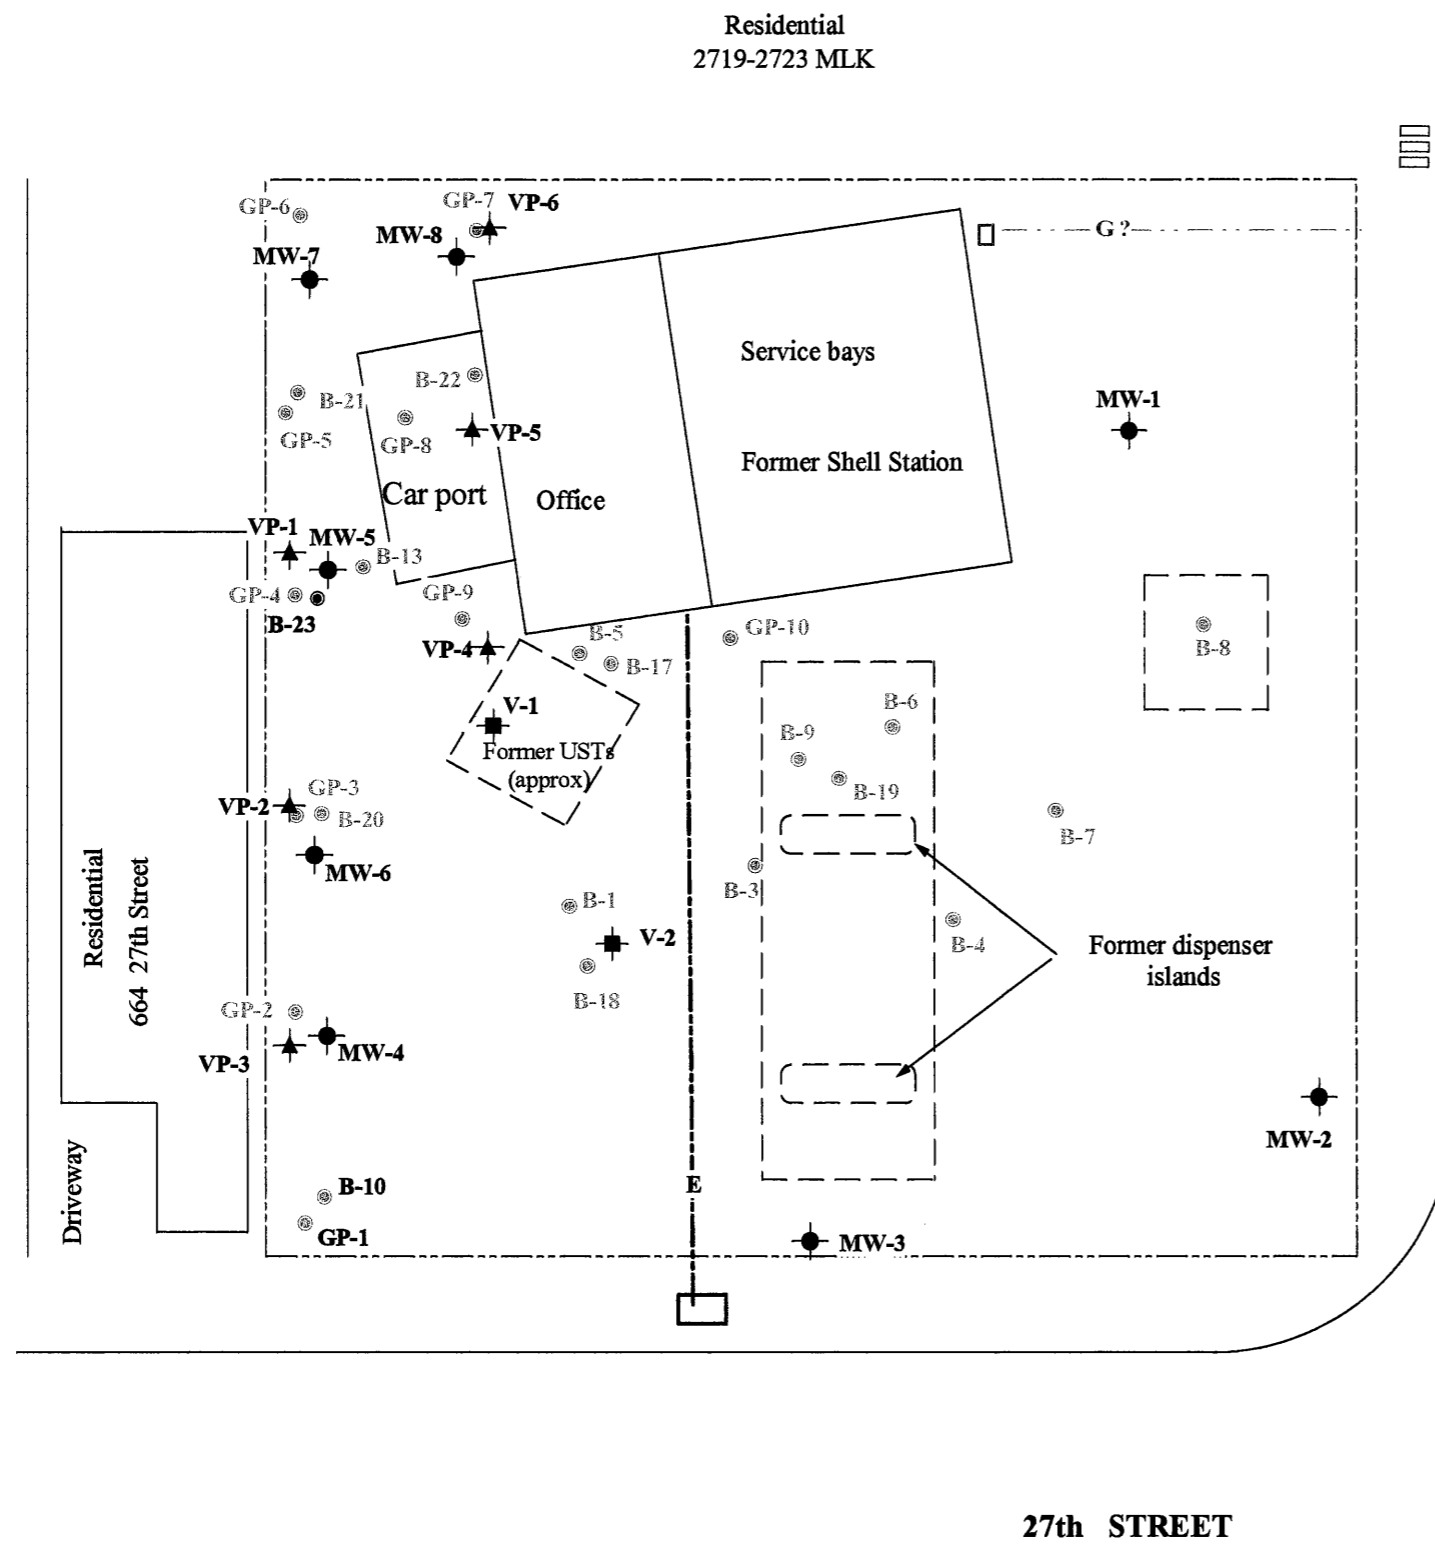 Residential
2719-2723 MLK
GP-6
GP-7
VP-6
MW-8
MW-7
G ?
Service bays
B-22
B-21
GP-5
GP-8
VP-5
MW-1
Former Shell Station
Car port
Office
VP-1
MW-5
B-13
GP-4
B-23
GP-9
VP-4
B-5
B-17
GP-10
B-8
V-1
Former USTs
(approx)
B-6
B-9
B-19
B-7
GP-3
VP-2
B-20
MW-6
B-3
B-1
V-2
B-4
B-18
Former dispenser
islands
Residential
664 27th Street
GP-2
MW-4
VP-3
MW-2
Driveway
B-10
GP-1
E
MW-3
27th STREET